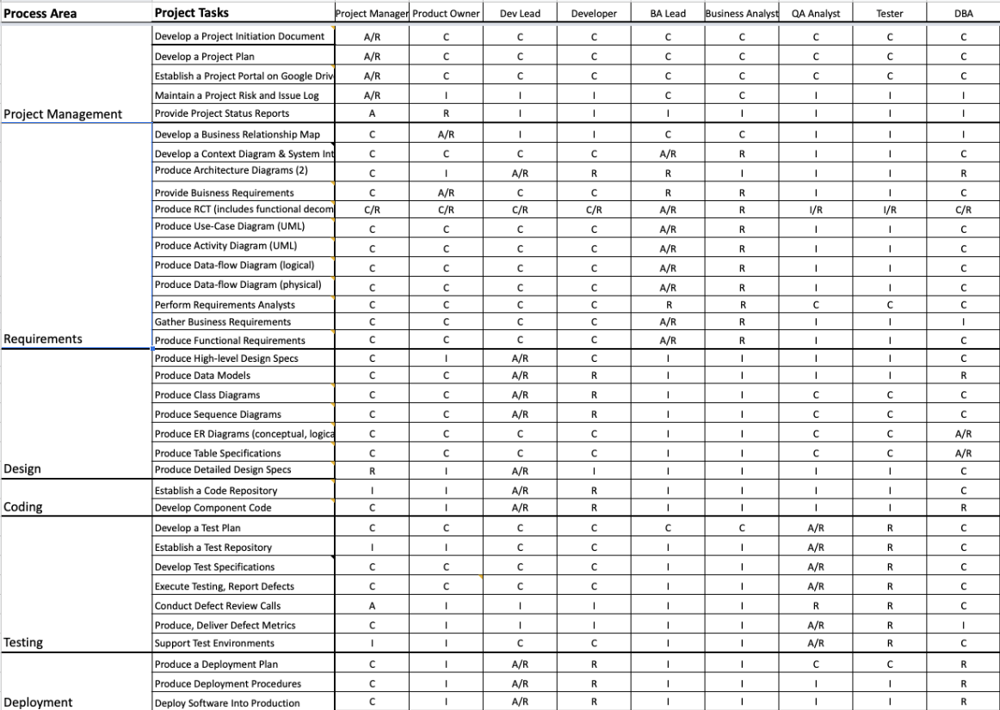 Process Area Project Tasks Project Manager Product Owner Dev Lead Developer BA Lead Business Analyst QA Analyst Tester DBA
Develop a Project Initiation Document A/R C C C C C C C C
Develop a Project Plan A/R C C C C C C C C
Establish a Project Portal on Google Driv A/R C C C C C C C C
Maintain a Project Risk and Issue Log A/R I I I C C I I I
Project Management Provide Project Status Reports A R I I I I I I I
Develop a Business Relationship Map C A/R I I C C I I I
Develop a Context Diagram & System Int C C C C A/R R I I C
Produce Architecture Diagrams (2) C I A/R R R I I I R
Provide Buisness Requirements C A/R C C R R I I C
Produce RCT (includes functional decom C/R C/R C/R C/R A/R R I/R I/R C/R
Produce Use-Case Diagram (UML) C C C C A/R R I I C
Produce Activity Diagram (UML) C C C C A/R R I I C
Produce Data-flow Diagram (logical) C C C C A/R R I I C
Produce Data-flow Diagram (physical) C C C C A/R R I I C
Perform Requirements Analysts C C C C R R C C C
Gather Business Requirements C C C C A/R R I I I
Requirements Produce Functional Requirements C C C C A/R R I I C
Produce High-level Design Specs C I A/R C I I I I C
Produce Data Models C C A/R R I I I I R
Produce Class Diagrams C C A/R R I I C C C
Produce Sequence Diagrams C C A/R R I I C C C
Produce ER Diagrams (conceptual, logica C C C C I I C C A/R
Produce Table Specifications C C C C I I C C A/R
Design Produce Detailed Design Specs R I A/R I I I I I C
Establish a Code Repository I I A/R R I I I I C
Coding Develop Component Code C I A/R R I I I I R
Develop a Test Plan C C C C C C A/R R C
Establish a Test Repository I I C C I I A/R R C
Develop Test Specifications C C C C I I A/R R C
Execute Testing, Report Defects C C C C I I A/R R C
Conduct Defect Review Calls A I I I I I R R C
Produce, Deliver Defect Metrics C I I I I I A/R R I
Testing Support Test Environments I I C C I I A/R R C
Produce a Deployment Plan C I A/R R I I C C R
Produce Deployment Procedures C I A/R R I I I I R
Deployment Deploy Software Into Production C I A/R R I I I I R